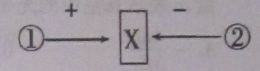 + −
① X ②